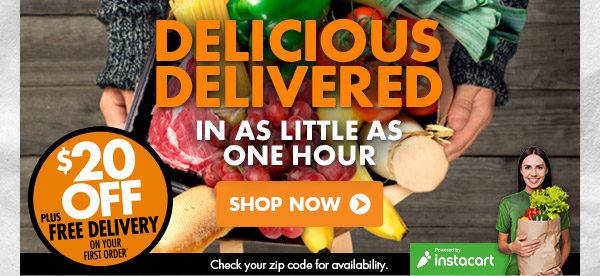 DELICIOUS
DELIVERED
IN AS LITTLE AS
ONE HOUR
$20
OFF
PLUS
FREE DELIVERY
ON YOUR
FIRST ORDER*
SHOP NOW
Check your zip code for availability.
Powered by
instacart